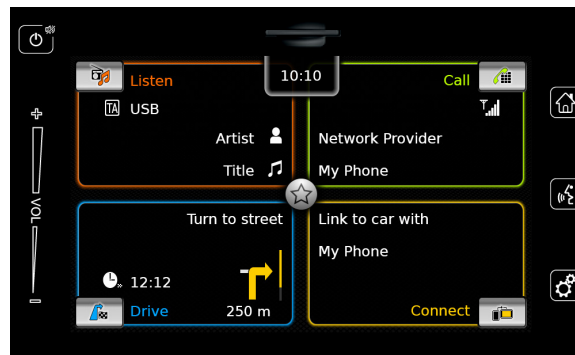 10:10
Listen
Call
TA USB
Artist
Network Provider
Title
My Phone
VOL
Turn to street
Link to car with
My Phone
12:12
Drive
250 m
Connect